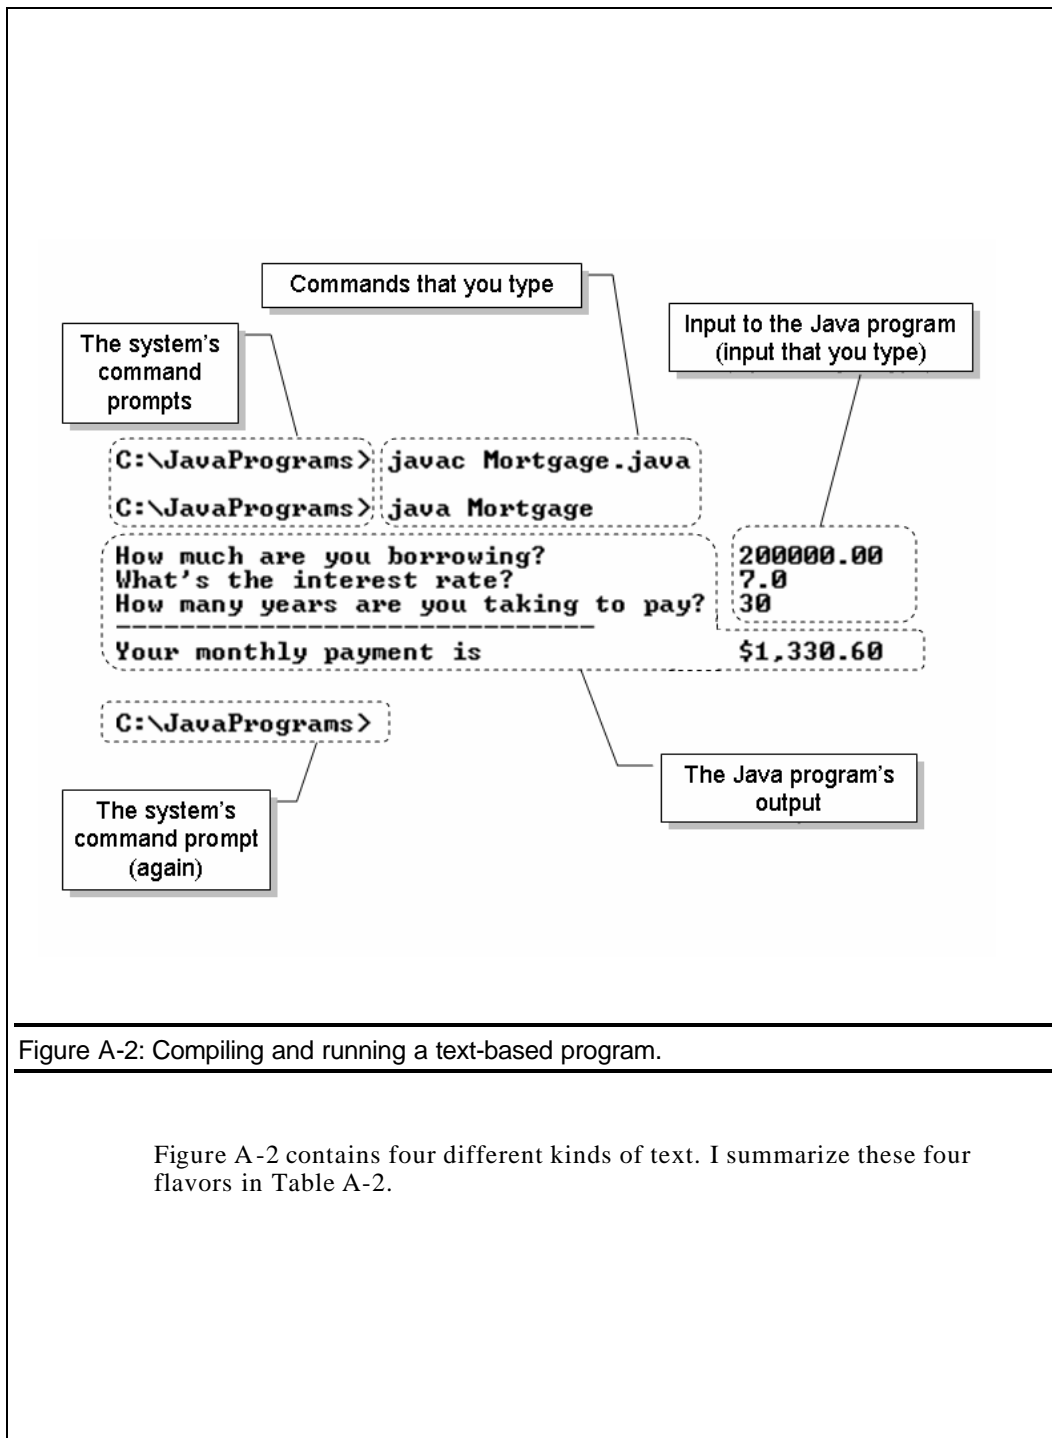 Commands that you type
Input to the Java program
(input that you type)
The system's
command
prompts
C:\JavaPrograms> javac Mortgage.java
C:\JavaPrograms> java Mortgage
How much are you borrowing? 200000.00
What's the interest rate? 7.0
How many years are you taking to pay? 30
------------------------------
Your monthly payment is $1,330.60
C:\JavaPrograms>
The Java program's
output
The system's
command prompt
(again)
Figure A-2: Compiling and running a text-based program.
Figure A-2 contains four different kinds of text. I summarize these four
flavors in Table A-2.